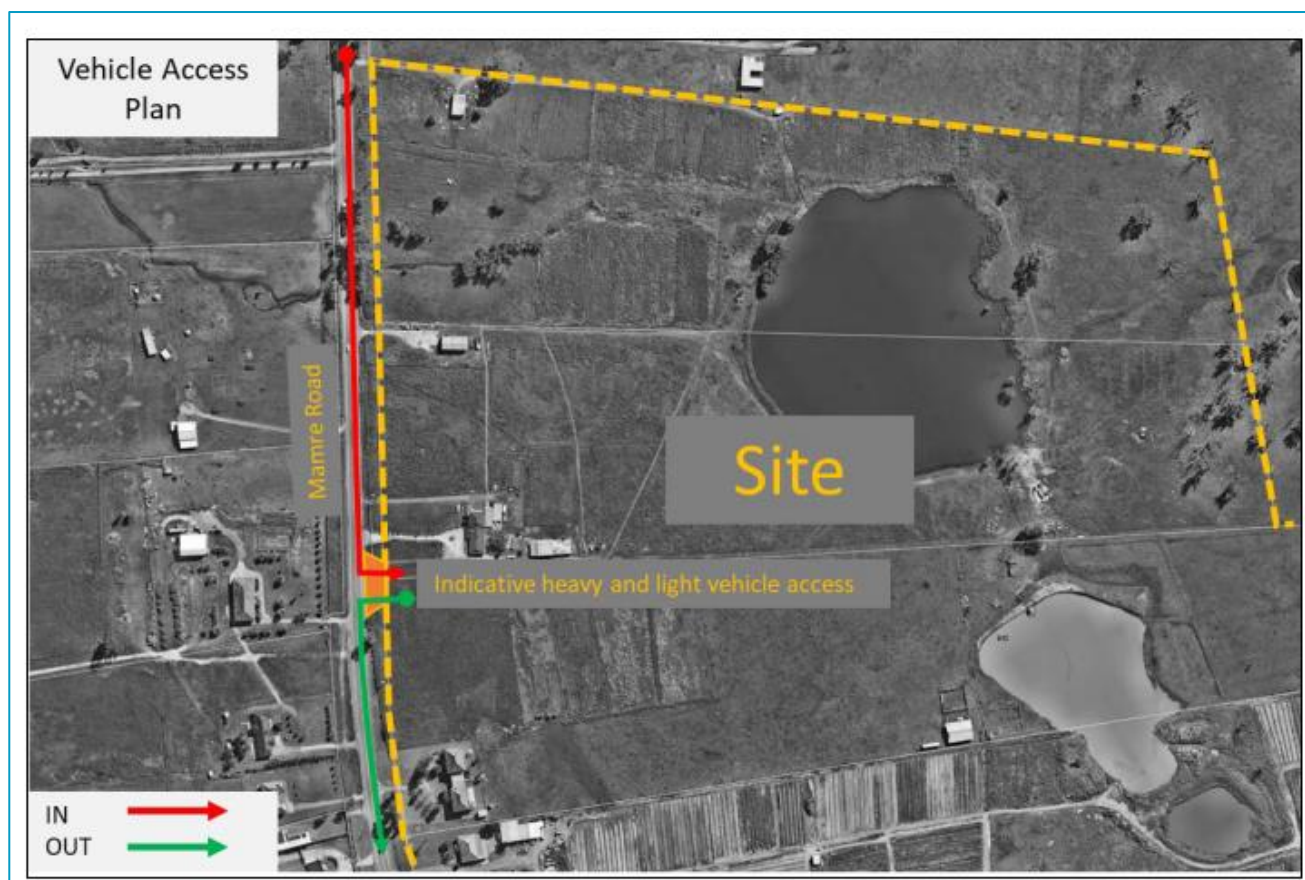 Vehicle Access
Plan
Mamre Road
Site
Indicative heavy and light vehicle access
IN
OUT